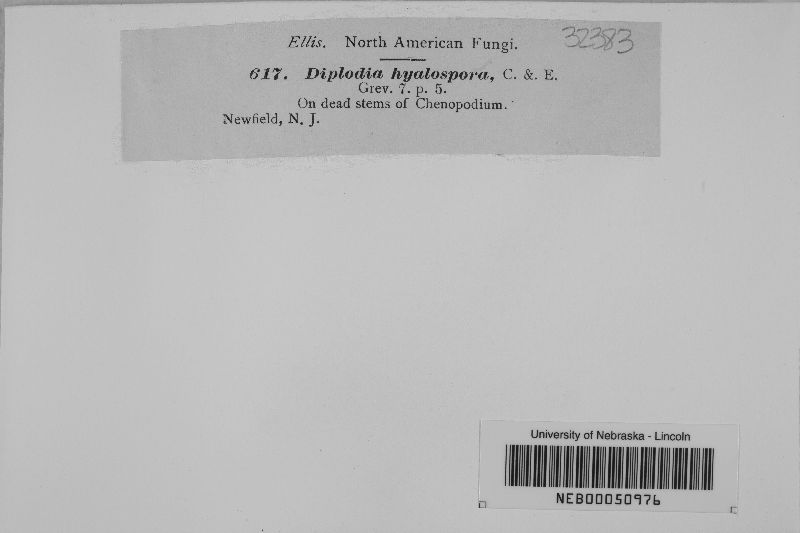 Ellis. North American Fungi. 32383
617. Diplodia hyalospora, C. &. E.
Grev. 7. p. 5.
On dead stems of Chenopodium.
Newfield, N. J.
University of Nebraska - Lincoln
NEB00050976